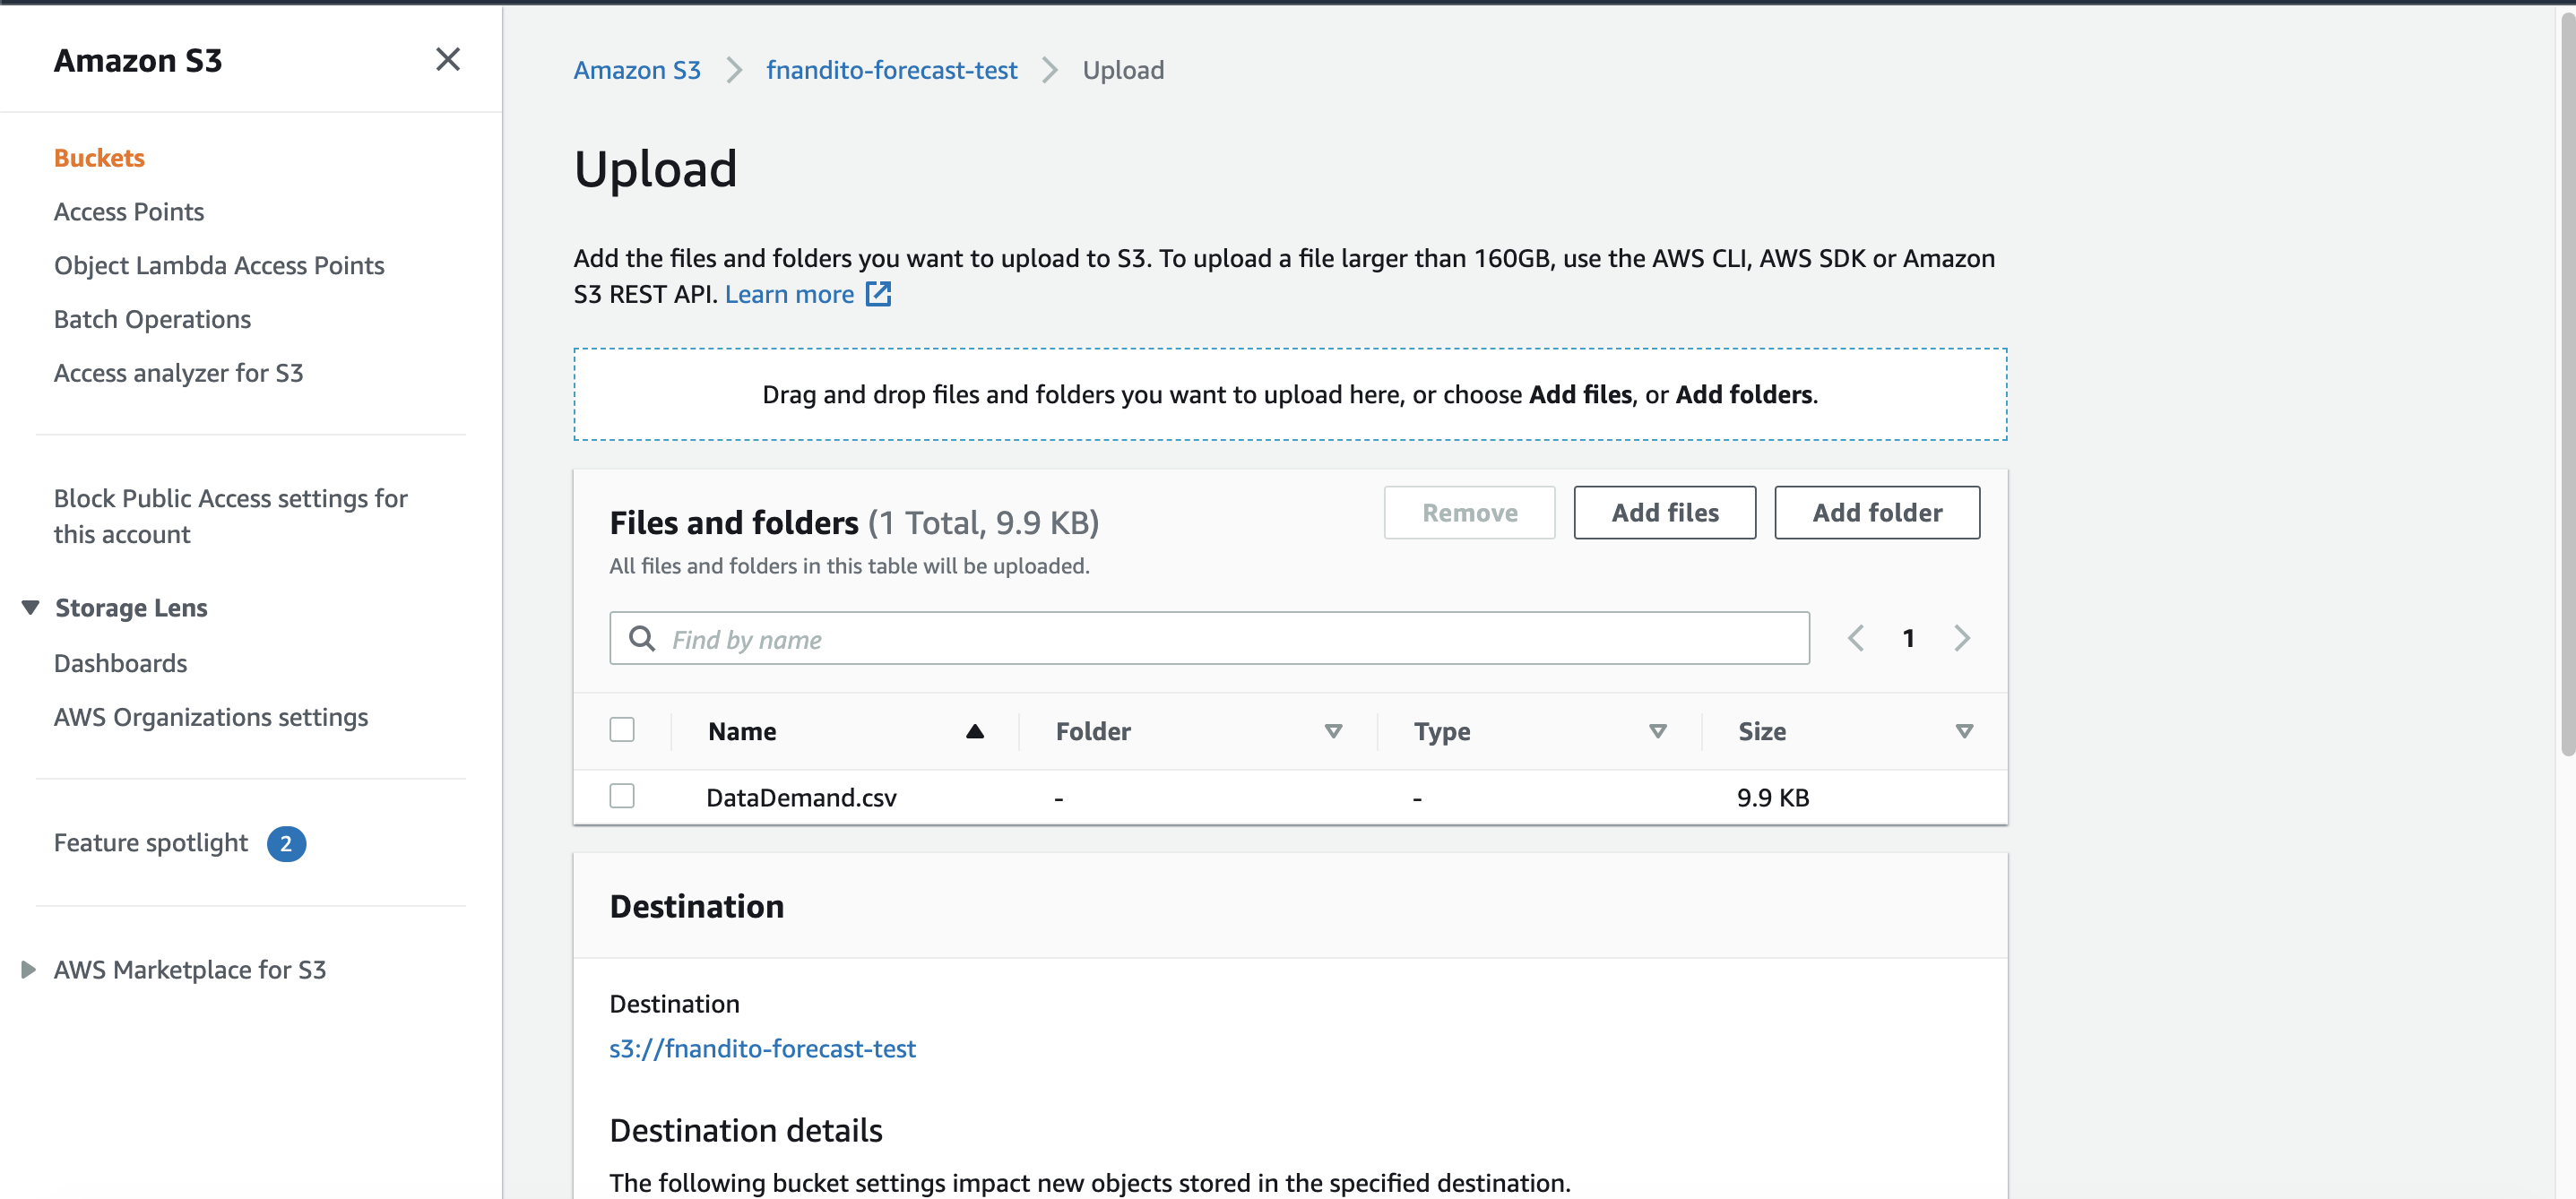 Amazon S3
Buckets
Access Points
Object Lambda Access Points
Batch Operations
Access analyzer for S3
Block Public Access settings for
this account
Storage Lens
Dashboards
AWS Organizations settings
Feature spotlight 2
AWS Marketplace for S3
Amazon S3 fnandito-forecast-test Upload
Upload
Add the files and folders you want to upload to S3. To upload a file larger than 160GB, use the AWS CLI, AWS SDK or Amazon
S3 REST API. Learn more
Drag and drop files and folders you want to upload here, or choose Add files, or Add folders.
Files and folders (1 Total, 9.9 KB)
Remove Add files Add folder
All files and folders in this table will be uploaded.
Find by name 1
Name Folder Type Size
DataDemand.csv - - 9.9 KB
Destination
Destination
s3://fnandito-forecast-test
Destination details
The following bucket settings impact new objects stored in the specified destination.